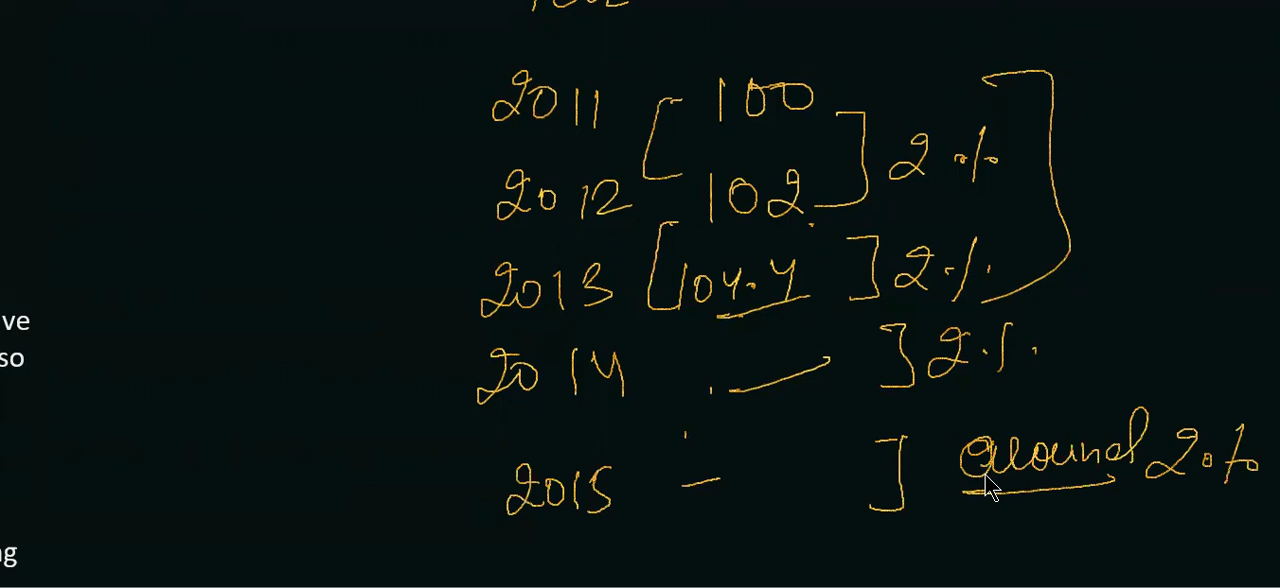 2011 [ 100
2012 102 ] 2%
2013 [104.4 ] 2%
ve
so
2014 ] 2%.
2015 - ] around 2%
ng